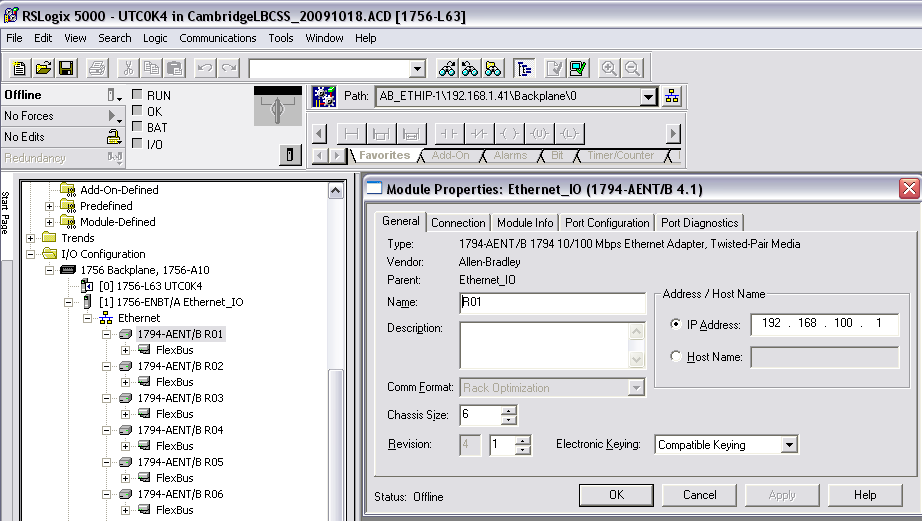 RSLogix 5000 - UTC0K4 in CambridgeLBCSS_20091018.ACD [1756-L63]
File Edit View Search Logic Communications Tools Window Help
Offline
RUN
No Forces
OK
No Edits
BAT
Redundancy
I/O
Path: AB_ETHIP-1\192.168.1.41\Backplane\0
Favorites Add-On Alarms Bit Timer/Counter
Start Page
Add-On-Defined
Predefined
Module-Defined
Trends
I/O Configuration
1756 Backplane, 1756-A10
[0] 1756-L63 UTC0K4
[1] 1756-ENBT/A Ethernet_IO
Ethernet
1794-AENT/B R01
FlexBus
1794-AENT/B R02
FlexBus
1794-AENT/B R03
FlexBus
1794-AENT/B R04
FlexBus
1794-AENT/B R05
FlexBus
1794-AENT/B R06
FlexBus
Module Properties: Ethernet_IO (1794-AENT/B 4.1)
General Connection Module Info Port Configuration Port Diagnostics
Type: 1794-AENT/B 1794 10/100 Mbps Ethernet Adapter, Twisted-Pair Media
Vendor: Allen-Bradley
Parent: Ethernet_IO
Name: R01
Description:
Comm Format: Rack Optimization
Chassis Size: 6
Revision: 4 1 Electronic Keying: Compatible Keying
Address / Host Name
IP Address: 192 . 168 . 100 . 1
Host Name:
Status: Offline
OK Cancel Apply Help